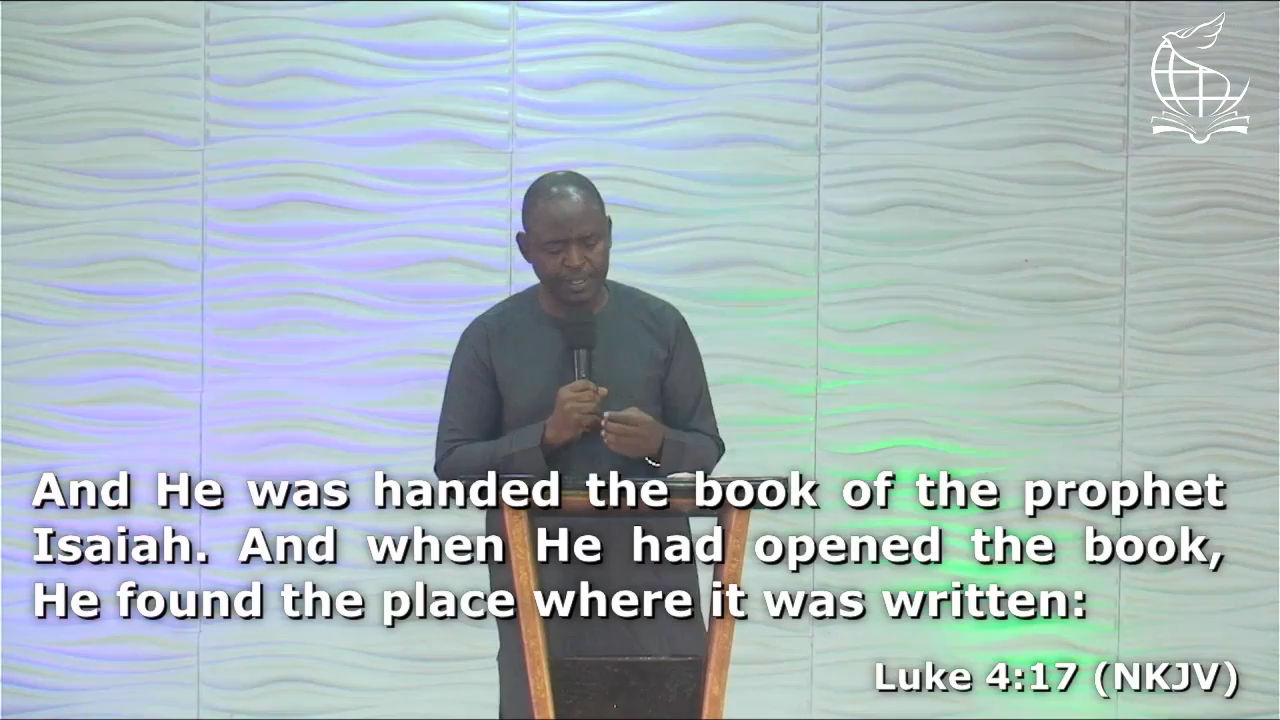 And He was handed the book of the prophet
Isaiah. And when He had opened the book,
He found the place where it was written:
Luke 4:17 (NKJV)